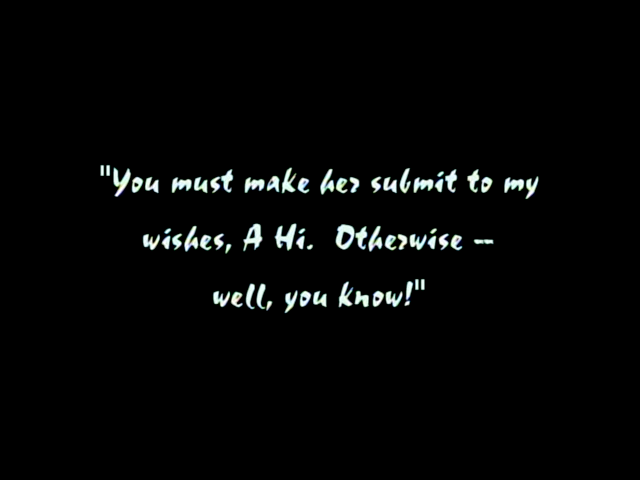 "You must make her submit to my
wishes, A Hi. Otherwise --
well, you know!"